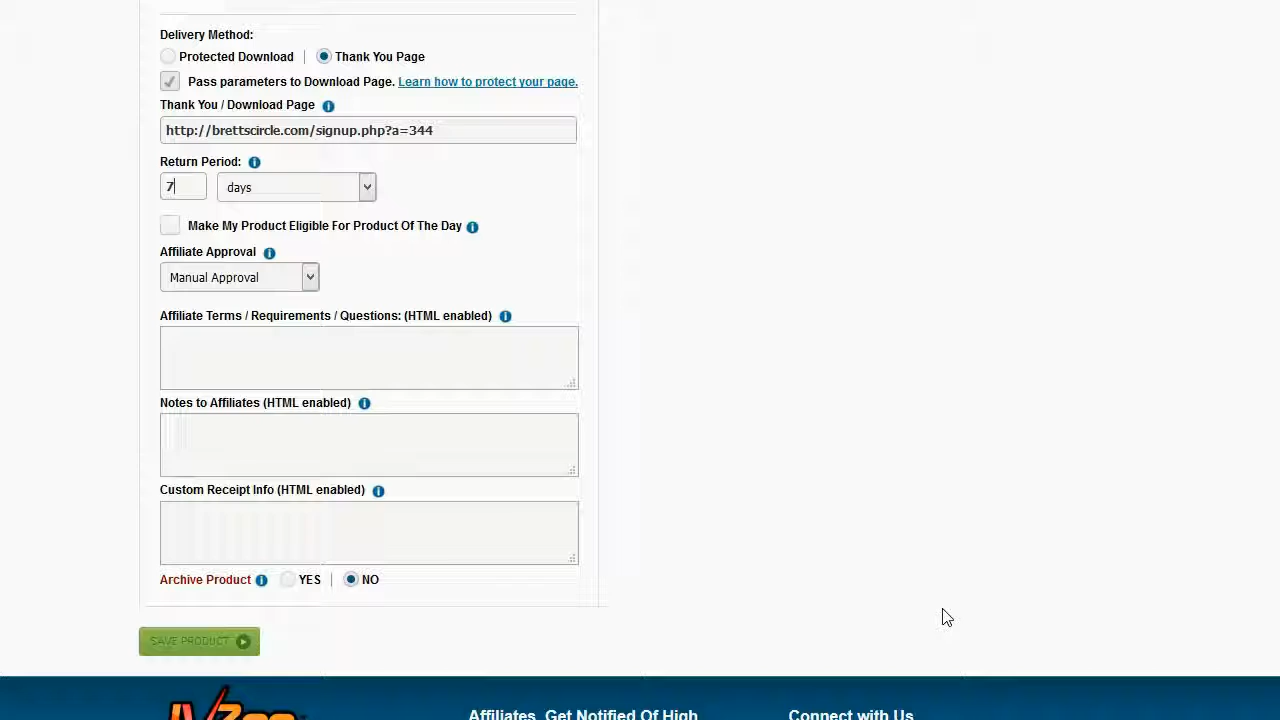 Delivery Method:
Protected Download | Thank You Page
Pass parameters to Download Page. Learn how to protect your page.
Thank You / Download Page
http://brettscircle.com/signup.php?a=344
Return Period:
7 days
Make My Product Eligible For Product Of The Day
Affiliate Approval
Manual Approval
Affiliate Terms / Requirements / Questions: (HTML enabled)
Notes to Affiliates (HTML enabled)
Custom Receipt Info (HTML enabled)
Archive Product YES | NO
SAVE PRODUCT
Affiliates, Get Notified Of High
Connect with Us